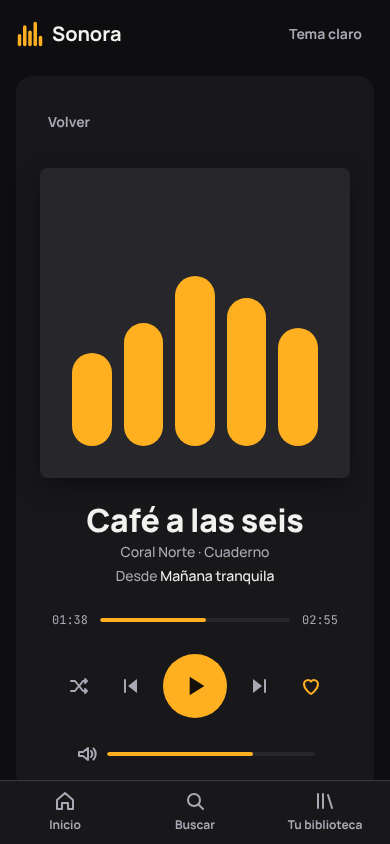 Sonora
Tema claro
Volver
Café a las seis
Coral Norte · Cuaderno
Desde Mañana tranquila
01:38
02:55
Inicio
Buscar
Tu biblioteca